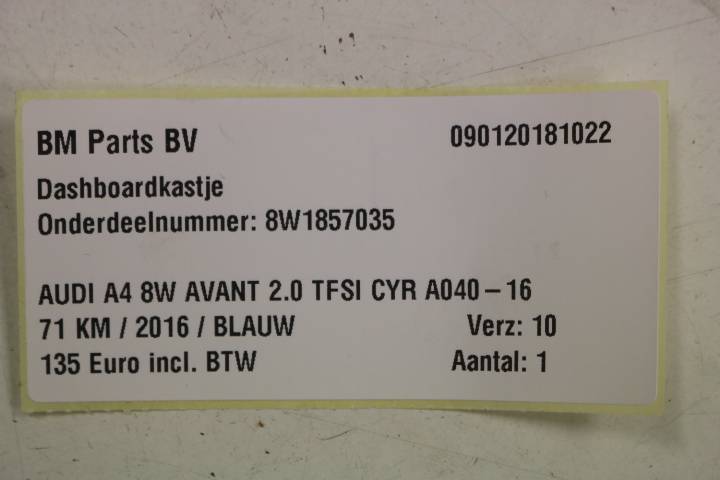 BM Parts BV 090120181022
Dashboardkastje
Onderdeelnummer: 8W1857035
AUDI A4 8W AVANT 2.0 TFSI CYR A040-16
71 KM / 2016 / BLAUW Verz: 10
135 Euro incl. BTW Aantal: 1